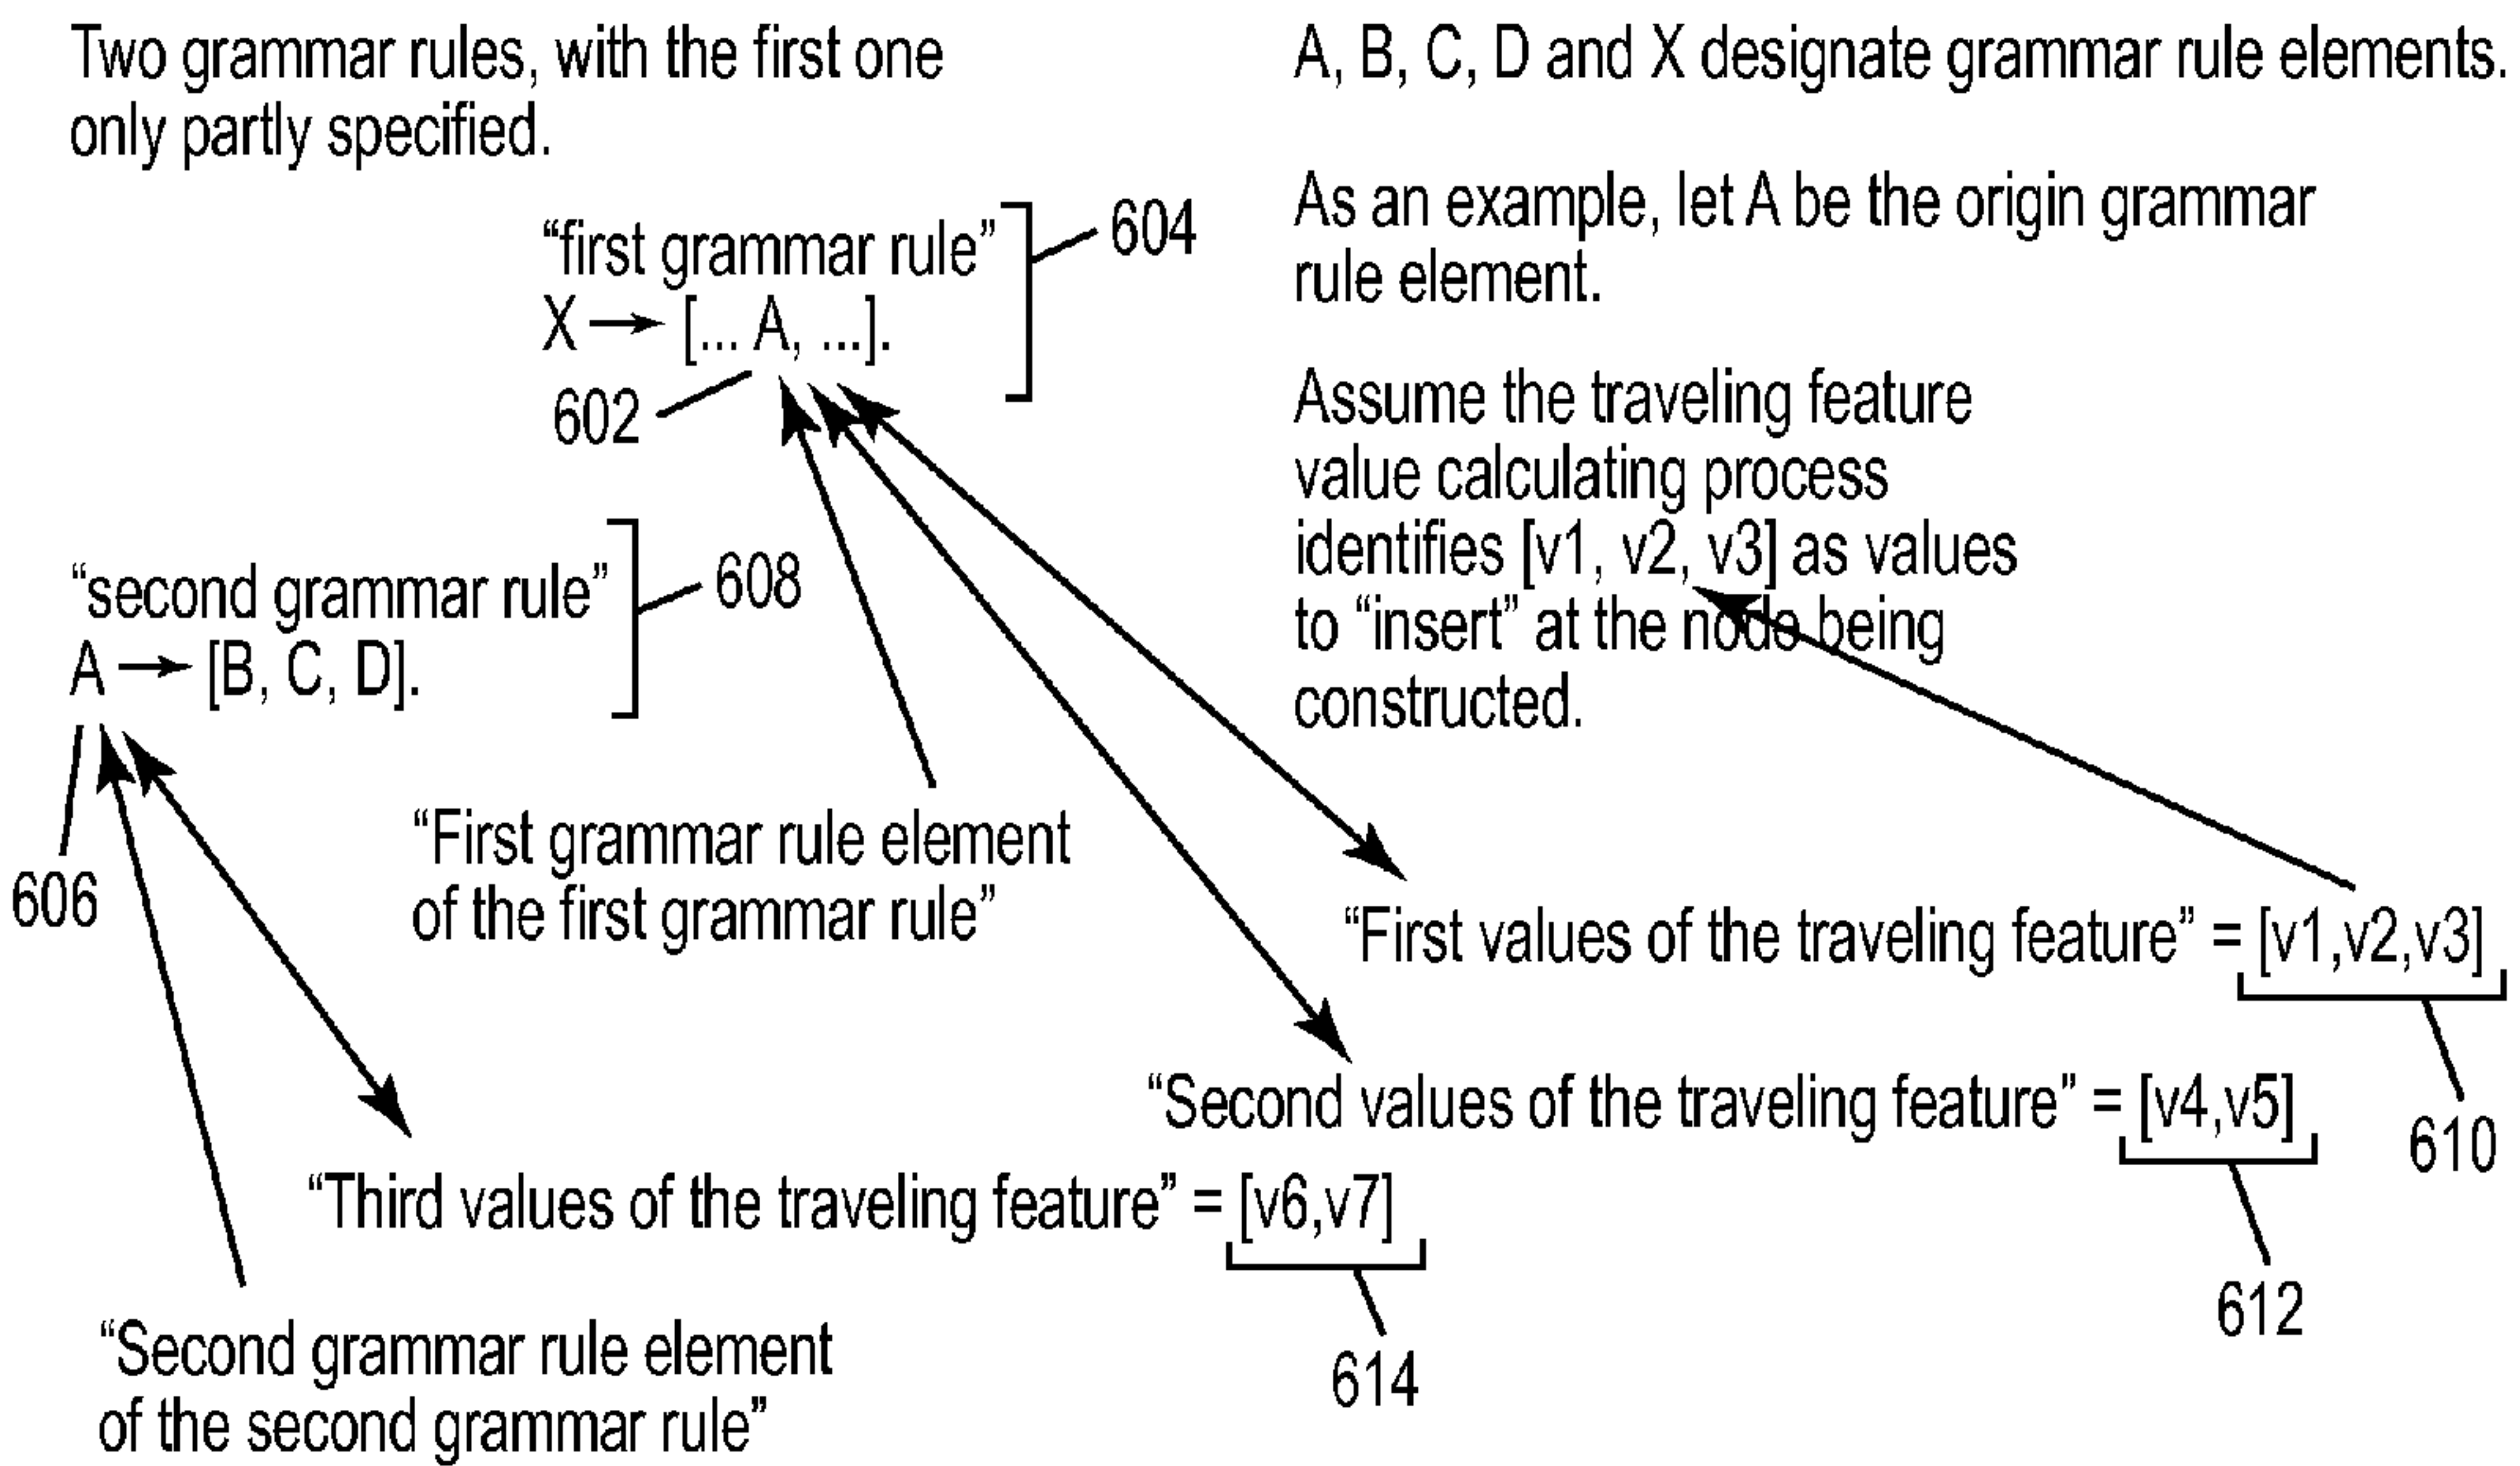 Two grammar rules, with the first one
only partly specified.
A, B, C, D and X designate grammar rule elements.
As an example, let A be the origin grammar
rule element.
“first grammar rule”
X → [... A, ...].
604
602
Assume the traveling feature
value calculating process
identifies [v1, v2, v3] as values
to “insert” at the node being
constructed.
“second grammar rule”
A → [B, C, D].
608
606
“First grammar rule element
of the first grammar rule”
“First values of the traveling feature” = [v1,v2,v3]
610
“Second values of the traveling feature” = [v4,v5]
612
“Third values of the traveling feature” = [v6,v7]
614
“Second grammar rule element
of the second grammar rule”